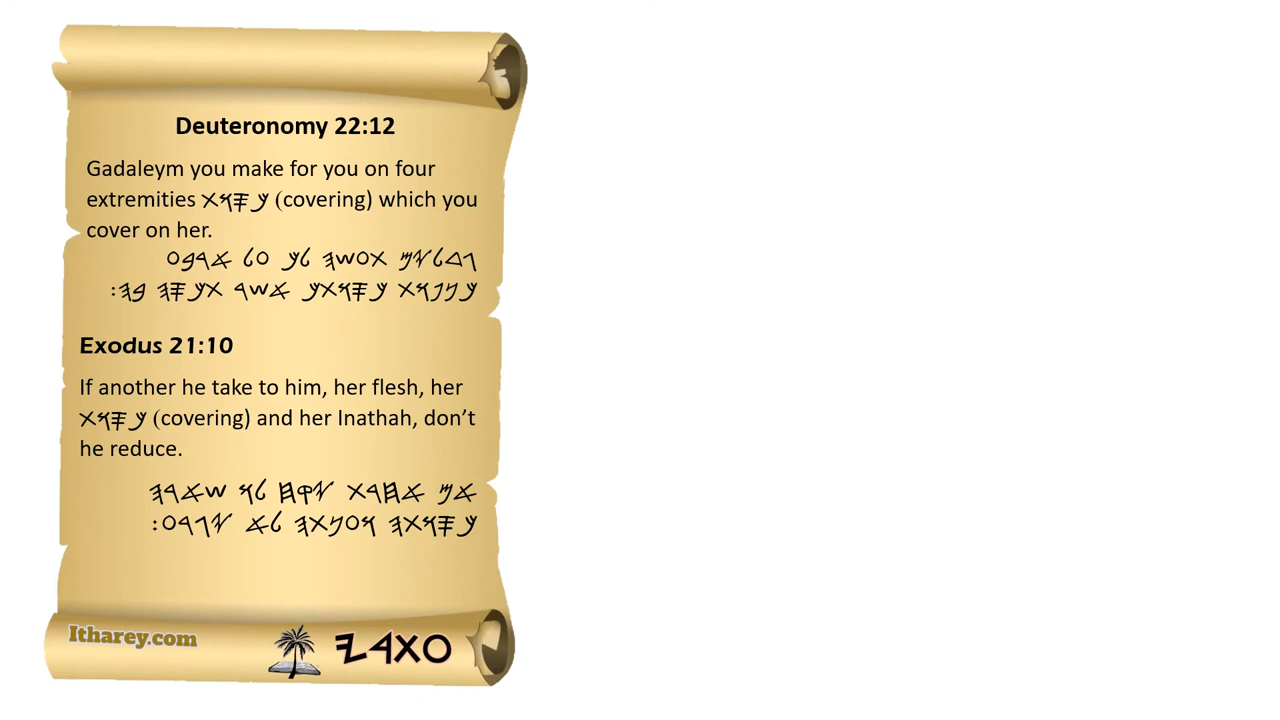 Deuteronomy 22:12
Gadaleym you make for you on four
extremities 𐤊𐤎𐤅𐤕 (covering) which you
cover on her.
𐤂𐤃𐤋𐤉𐤌 𐤕𐤏𐤔𐤄 𐤋𐤊 𐤏𐤋 𐤀𐤓𐤁𐤏
𐤊𐤍𐤐𐤅𐤕 𐤊𐤎𐤅𐤕𐤊 𐤀𐤔𐤓 𐤕𐤊𐤎𐤄 𐤁𐤄:
Exodus 21:10
If another he take to him, her flesh, her
𐤊𐤎𐤅𐤕 (covering) and her Inathah, don’t
he reduce.
𐤀𐤌 𐤀𐤇𐤓𐤕 𐤉𐤒𐤇 𐤋𐤅 𐤔𐤀𐤓𐤄
𐤊𐤎𐤅𐤕𐤄 𐤅𐤏𐤍𐤕𐤄 𐤋𐤀 𐤉𐤂𐤓𐤏:
Itharey.com
𐤏𐤕𐤓𐤉